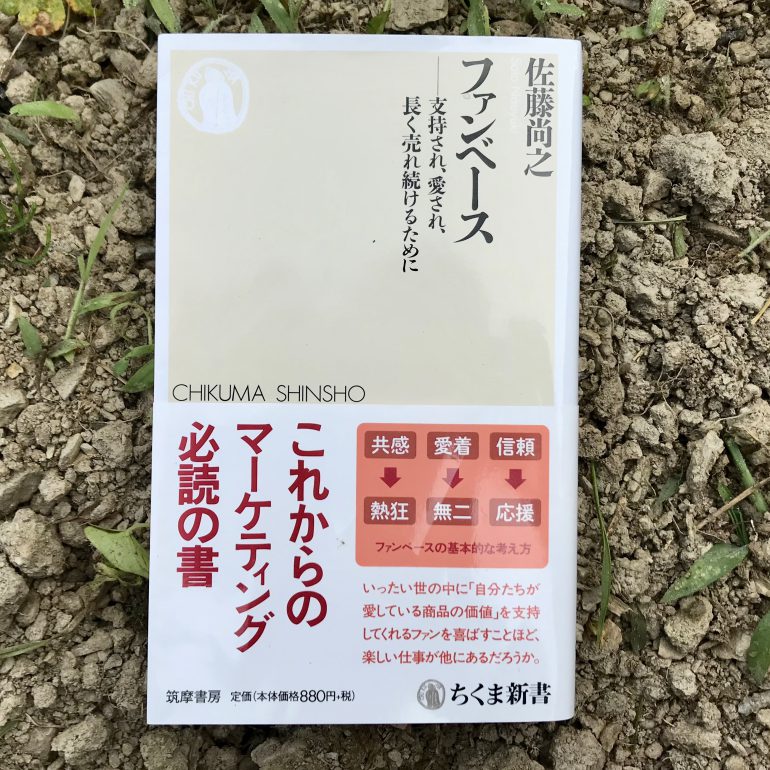 佐藤尚之
ファンベース
──支持され、愛され、
長く売れ続けるために
CHIKUMA SHINSHO
これからの
マーケティング
必読の書
共感 愛着 信頼
熱狂 無二 応援
ファンベースの基本的な考え方
いったい世の中に「自分たちが
愛している商品の価値」を支持
してくれるファンを喜ばすことほど、
楽しい仕事が他にあるだろうか。
筑摩書房 定価(本体価格880円+税)
ちくま新書